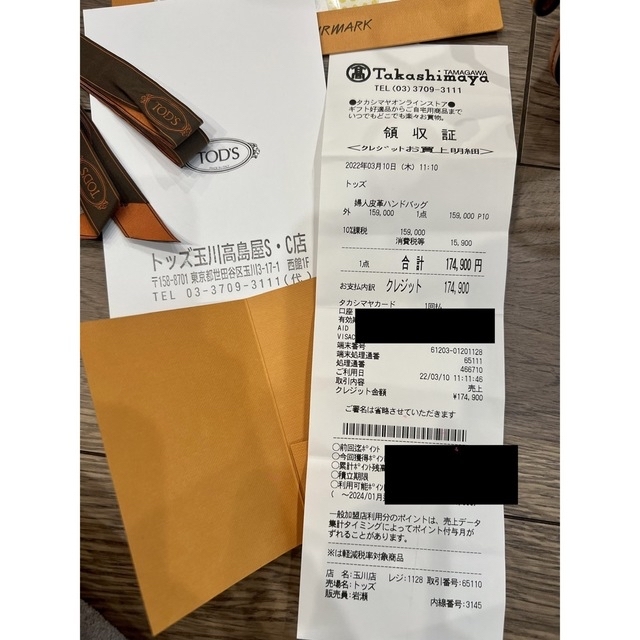 URMARK
TOD'S
TOD'S
TOD'S
トッズ玉川高島屋S・C店
〒158-8701 東京都世田谷区玉川3-17-1 西館1F
TEL 03-3709-3111(代)
髙 Takashimaya TAMAGAWA
TEL (03)3709-3111
●タカシマヤオンラインストア●
ギフト好適品からご自宅用商品まで
いつでもどこでも楽々お買物。
領 収 証
<クレジットお買上明細>
2022年03月10日(木) 11:10
トッズ
婦人皮革ハンドバッグ
外 159,000 1点 159,000 P10
10%課税 159,000
消費税等 15,900
1点 合 計 174,900円
お支払内訳 クレジット 174,900
タカシマヤカード 1回払
口座
有効期
AID
VISAC
端末番号 61203-01201128
端末処理通番 65111
処理通番 466710
ご利用日 22/03/10 11:11:46
取引内容 売上
クレジット金額 ¥174,900
ご署名は省略させていただきます
○前回迄ポイント
○今回獲得ポイン
○累計ポイント残高
○積立期限
○利用可能ポイン
( ～2024/01月
一般加盟店利用分のポイントは、売上データ
集計タイミングによってポイント付与月が
ずれることがあります。
※は軽減税率対象商品
店 名:玉川店 レジ:1128 取引番号:65110
売場名:トッズ
販売員:岩瀬 内線番号:3145